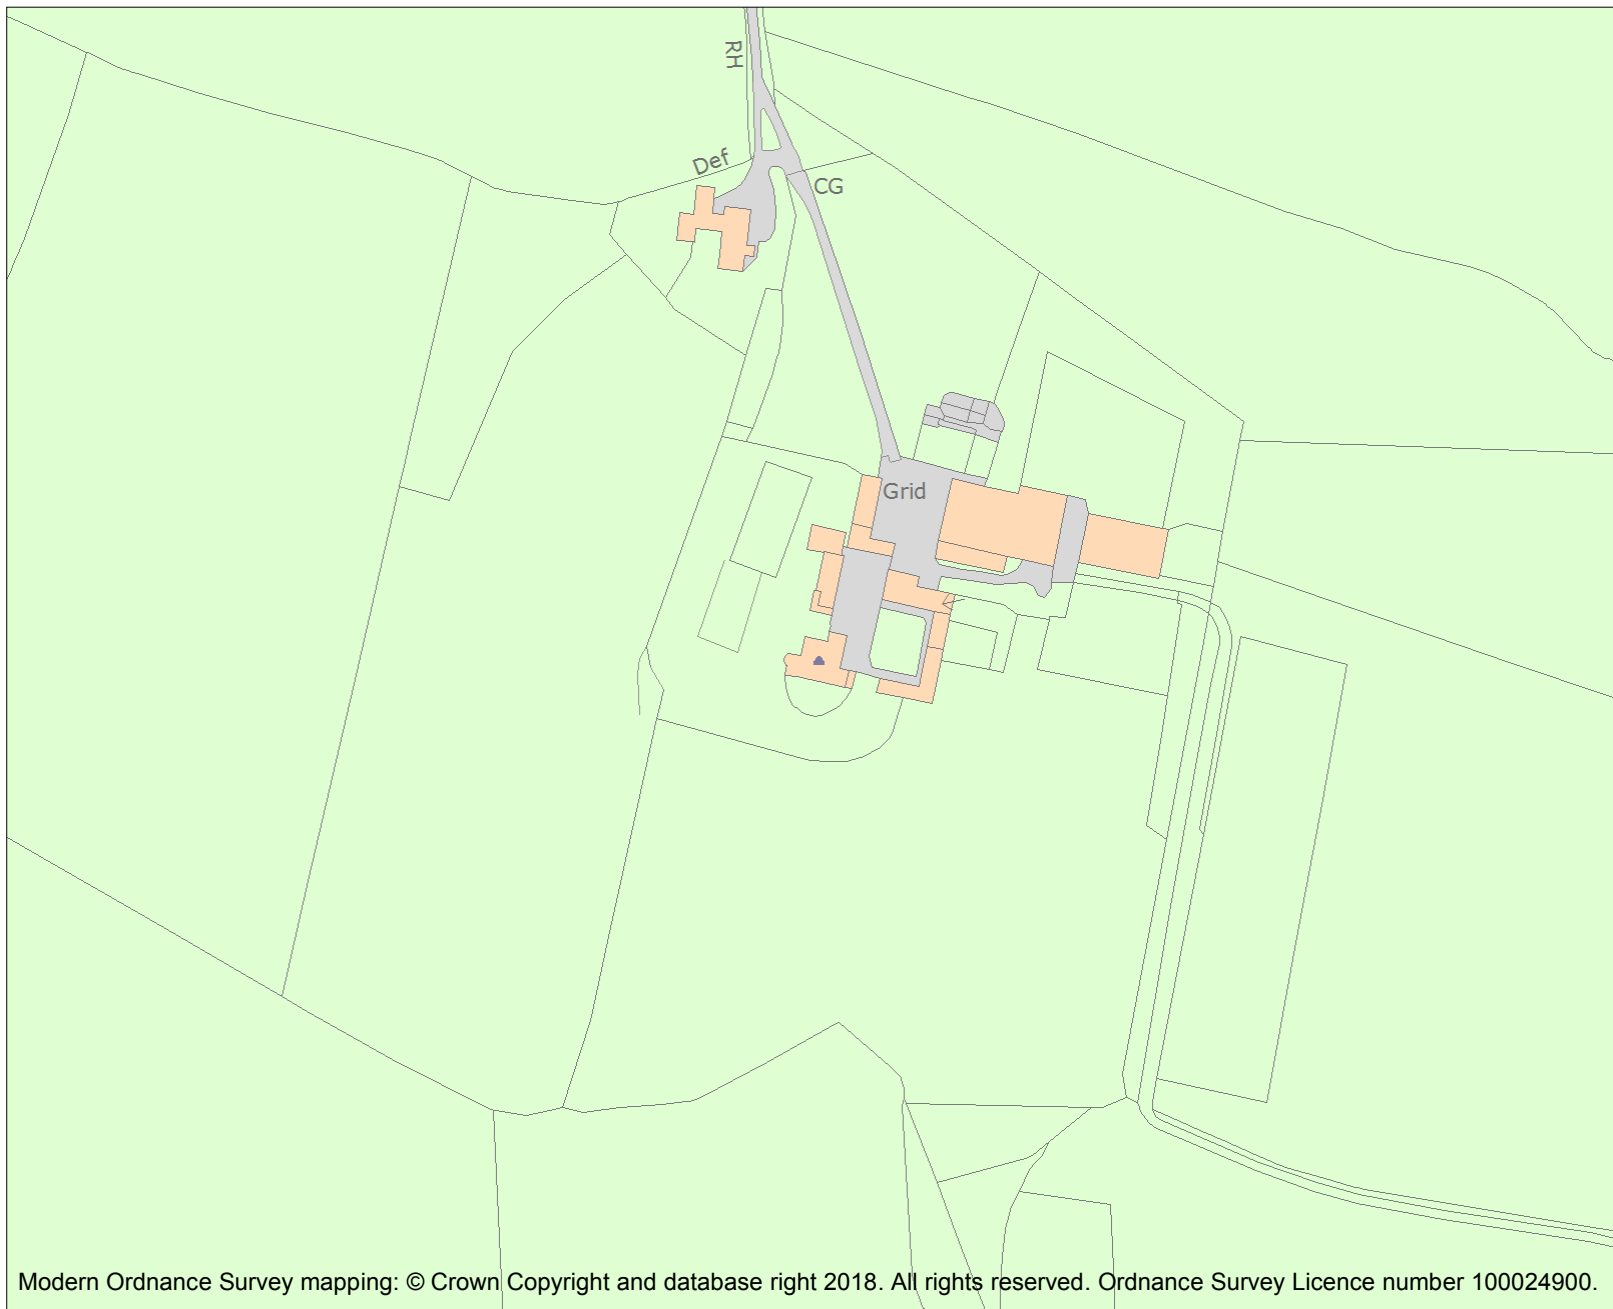 RH
Def
CG
Grid
Modern Ordnance Survey mapping: © Crown Copyright and database right 2018. All rights reserved. Ordnance Survey Licence number 100024900.